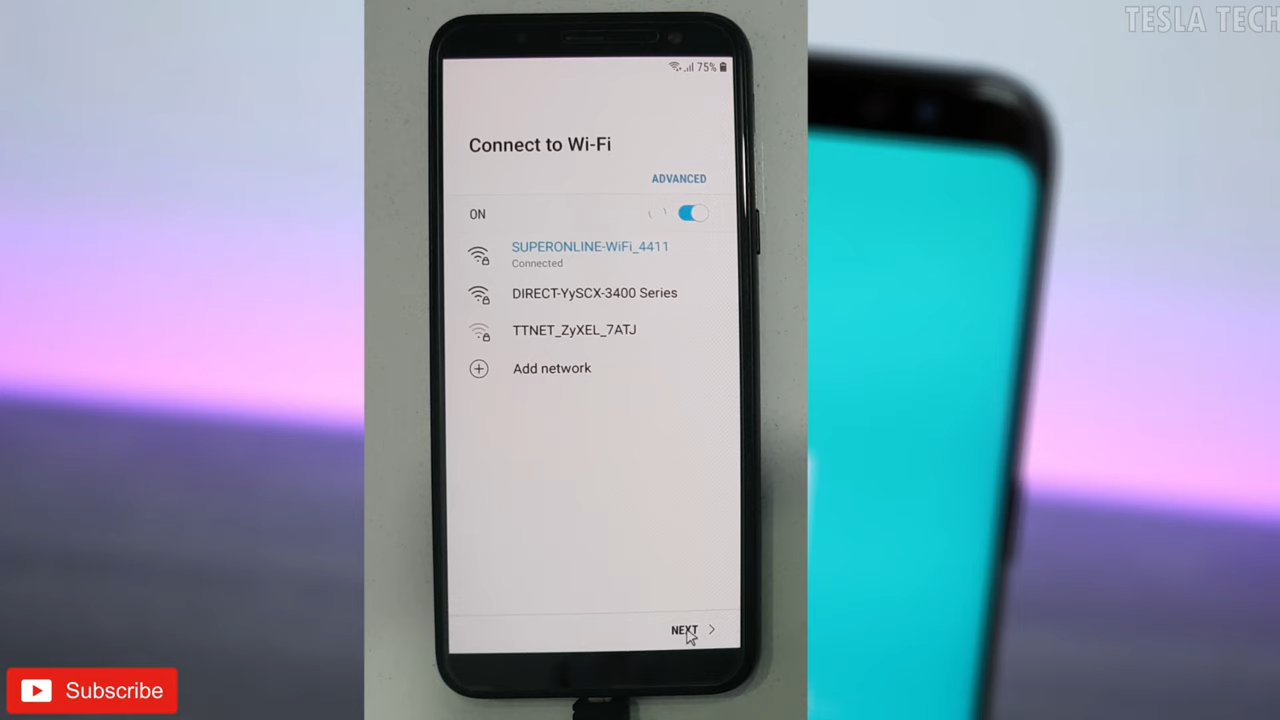 TESLA TECH
75%
Connect to Wi-Fi
ADVANCED
ON
SUPERONLINE-WiFi_4411
Connected
DIRECT-YySCX-3400 Series
TTNET_ZyXEL_7ATJ
Add network
NEXT
Subscribe